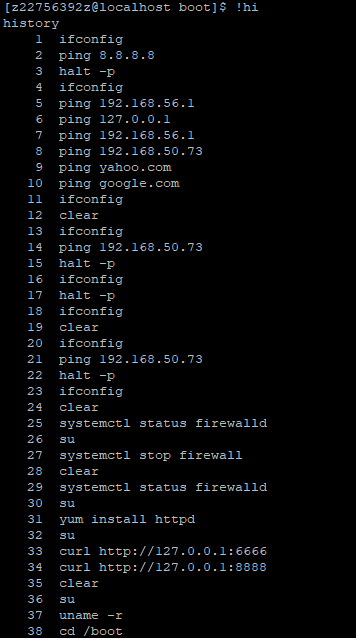 [z22756392z@localhost boot]$ !hi
history
1 ifconfig
2 ping 8.8.8.8
3 halt -p
4 ifconfig
5 ping 192.168.56.1
6 ping 127.0.0.1
7 ping 192.168.56.1
8 ping 192.168.50.73
9 ping yahoo.com
10 ping google.com
11 ifconfig
12 clear
13 ifconfig
14 ping 192.168.50.73
15 halt -p
16 ifconfig
17 halt -p
18 ifconfig
19 clear
20 ifconfig
21 ping 192.168.50.73
22 halt -p
23 ifconfig
24 clear
25 systemctl status firewalld
26 su
27 systemctl stop firewall
28 clear
29 systemctl status firewalld
30 su
31 yum install httpd
32 su
33 curl http://127.0.0.1:6666
34 curl http://127.0.0.1:8888
35 clear
36 su
37 uname -r
38 cd /boot